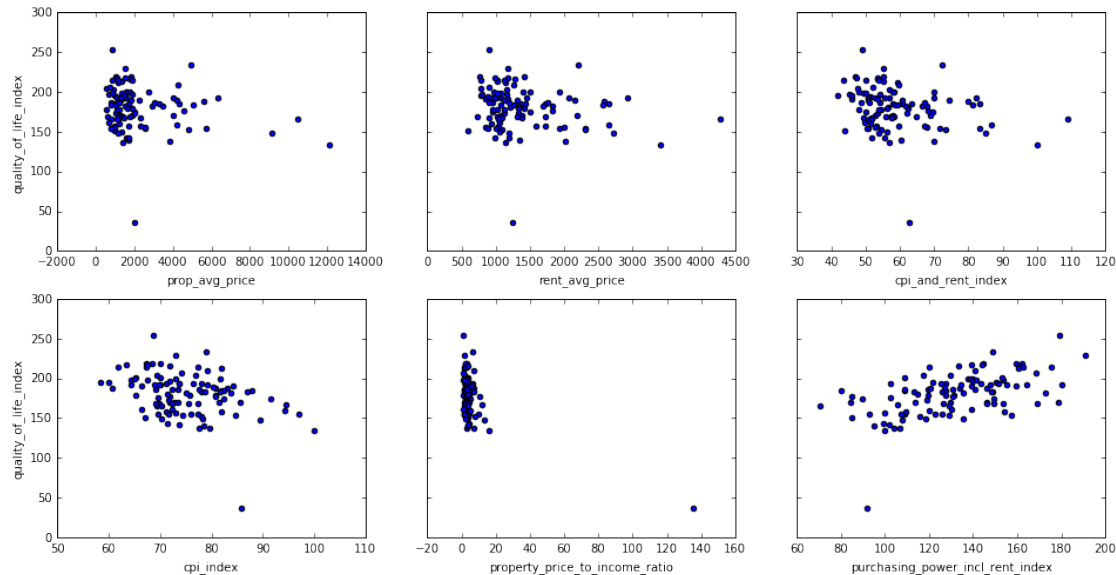 300
250
200
150
100
50
0
quality_of_life_index
−2000 0 2000 4000 6000 8000 10000 12000 14000
prop_avg_price
0 500 1000 1500 2000 2500 3000 3500 4000 4500
rent_avg_price
30 40 50 60 70 80 90 100 110 120
cpi_and_rent_index
300
250
200
150
100
50
0
quality_of_life_index
50 60 70 80 90 100 110
cpi_index
−20 0 20 40 60 80 100 120 140 160
property_price_to_income_ratio
60 80 100 120 140 160 180 200
purchasing_power_incl_rent_index